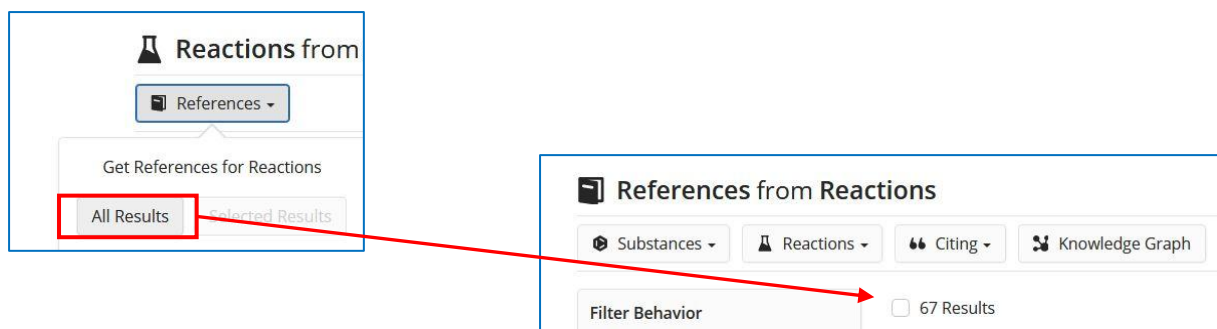 Reactions from
References
Get References for Reactions
All Results Selected Results
References from Reactions
Substances Reactions Citing Knowledge Graph
Filter Behavior 67 Results